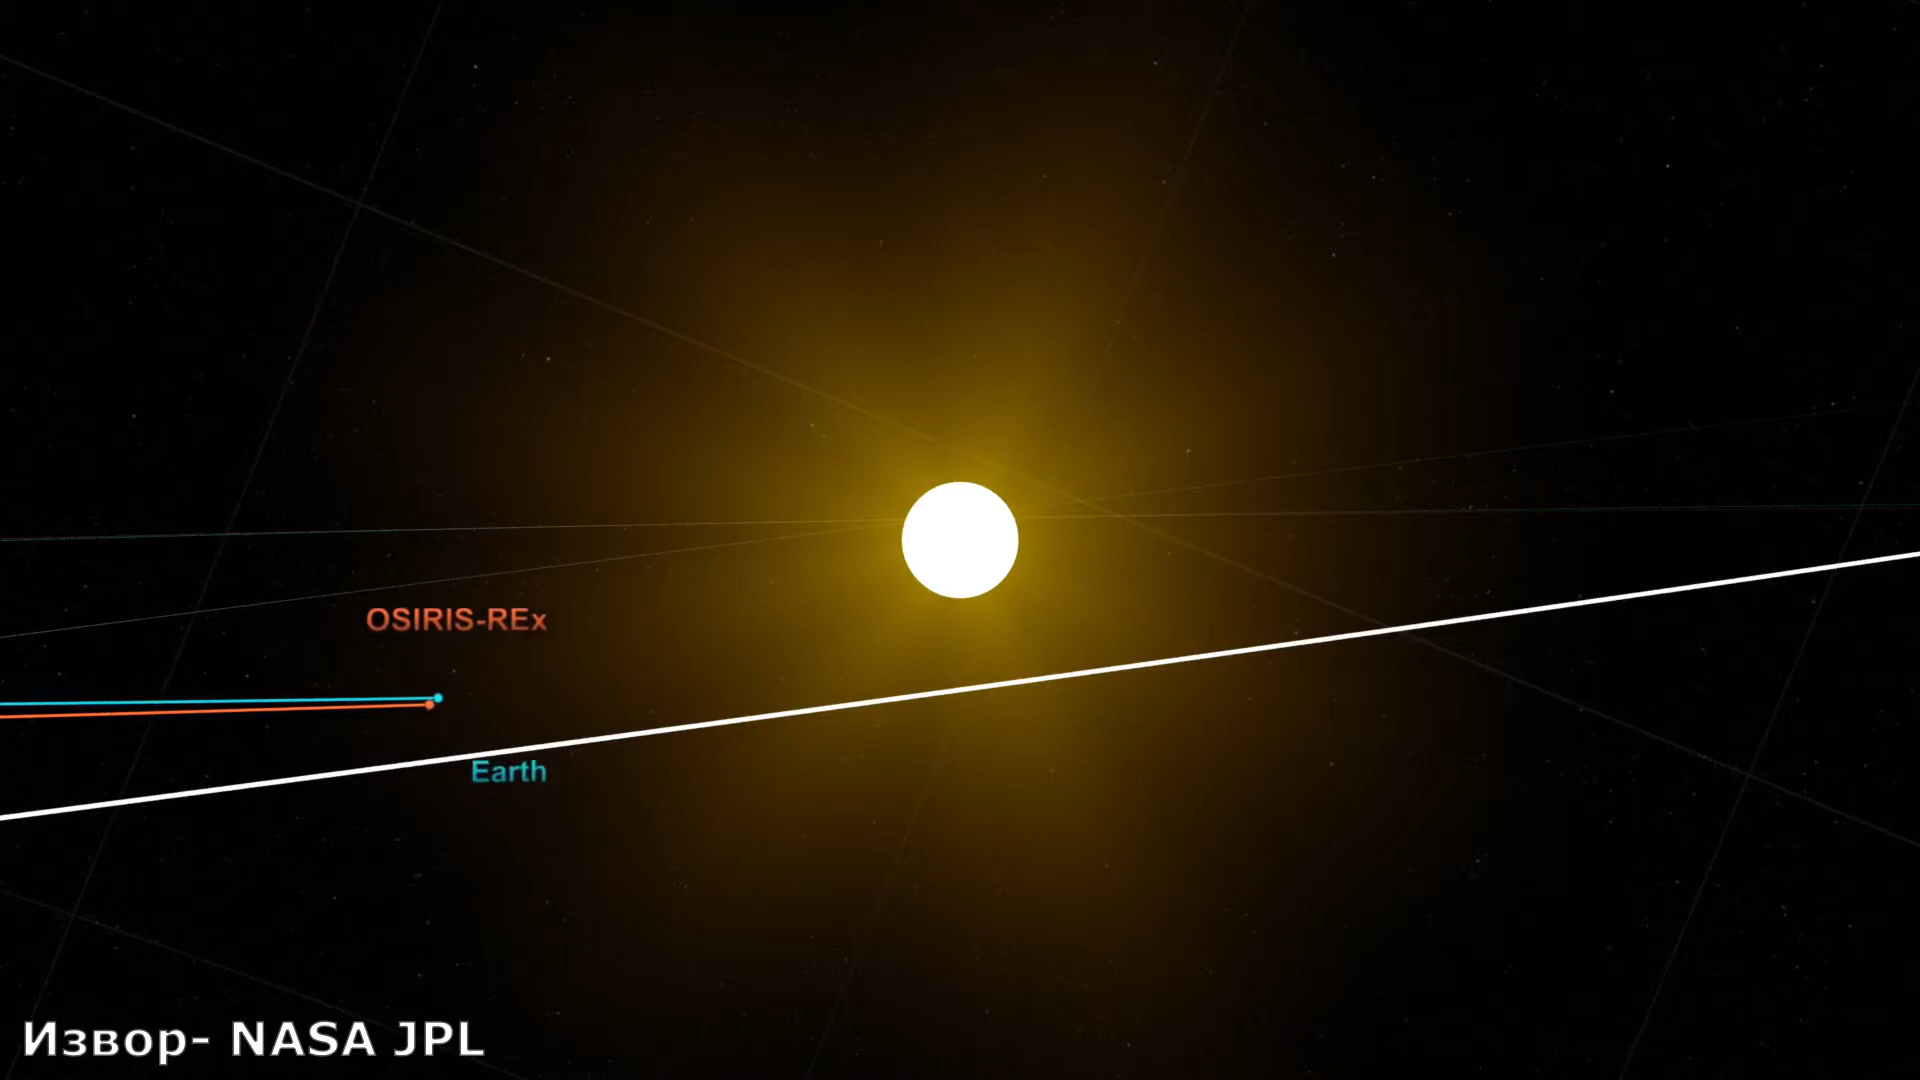 OSIRIS-REx
Earth
Извор- NASA JPL